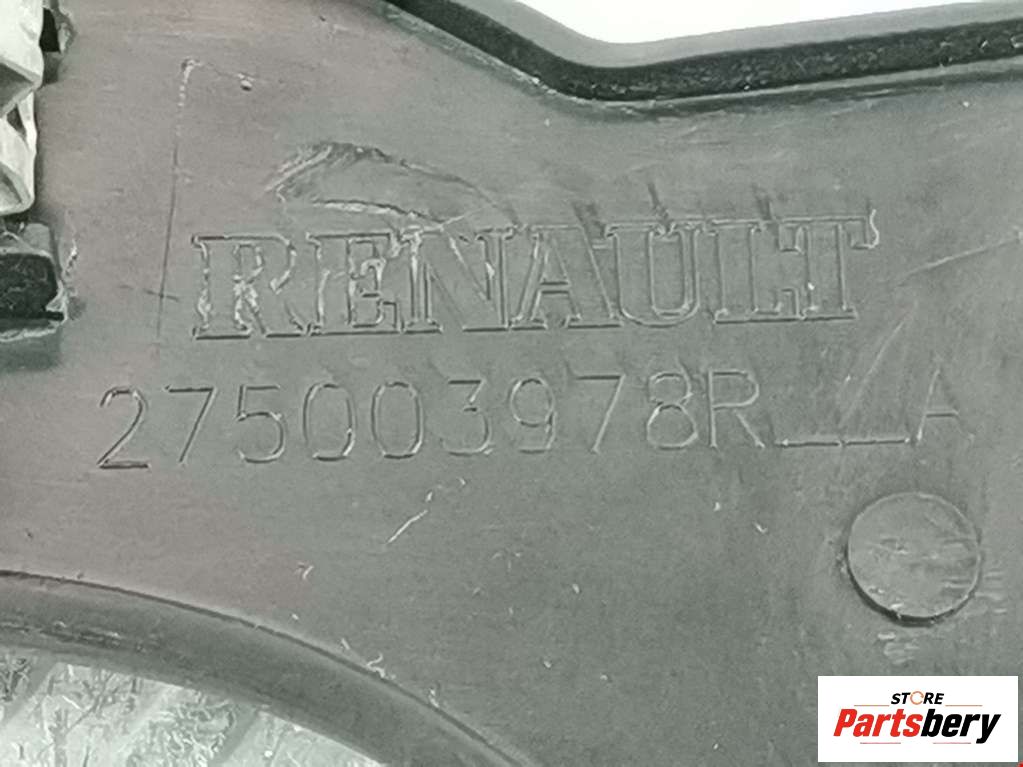 RENAULT
275003978R__A
STORE
Partsbery